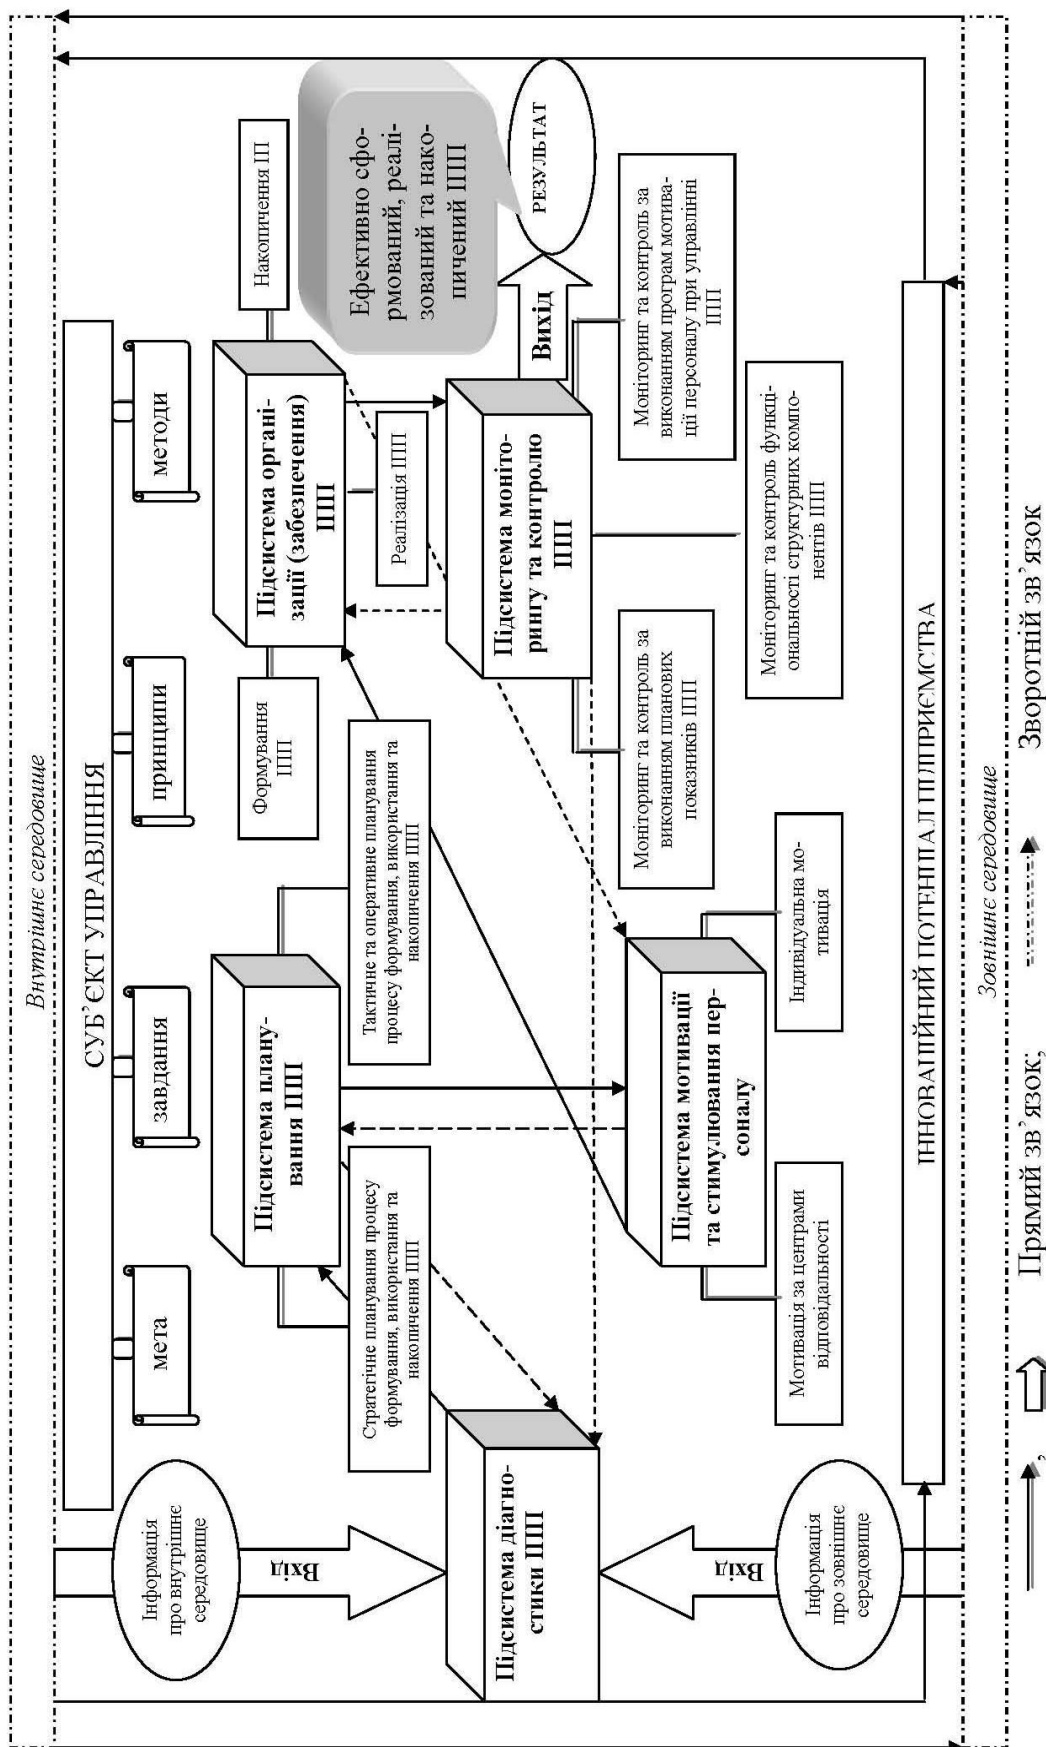 Внутрішнє середовище
СУБ’ЄКТ УПРАВЛІННЯ
мета
завдання
принципи
методи
Інформація
про внутрішнє
середовище
Вхід
Підсистема плану-
вання ІПП
Стратегічне планування процесу
формування, використання та
накопичення ІПП
Тактичне та оперативне планування
процесу формування, використання та
накопичення ІПП
Формування
ІПП
Підсистема органі-
зації (забезпечення)
ІПП
Накопичення ІП
Реалізація ІПП
Ефективно сфо-
рмований, реалі-
зований та нако-
пичений ІПП
Підсистема діагно-
стики ІПП
Підсистема моніто-
рингу та контролю
ІПП
Вихід
РЕЗУЛЬТАТ
Моніторинг та контроль за
виконанням планових
показників ІПП
Моніторинг та контроль за
виконанням програм мотива-
ції персоналу при управлінні
ІПП
Моніторинг та контроль функці-
ональності структурних компо-
нентів ІПП
Підсистема мотивації
та стимулювання пер-
соналу
Мотивація за центрами
відповідальності
Індивідуальна мо-
тивація
Вхід
Інформація
про зовнішнє
середовище
ІННОВАЦІЙНИЙ ПОТЕНЦІАЛ ПІДПРИЄМСТВА
Зовнішнє середовище
, Прямий зв’язок; Зворотній зв’язок